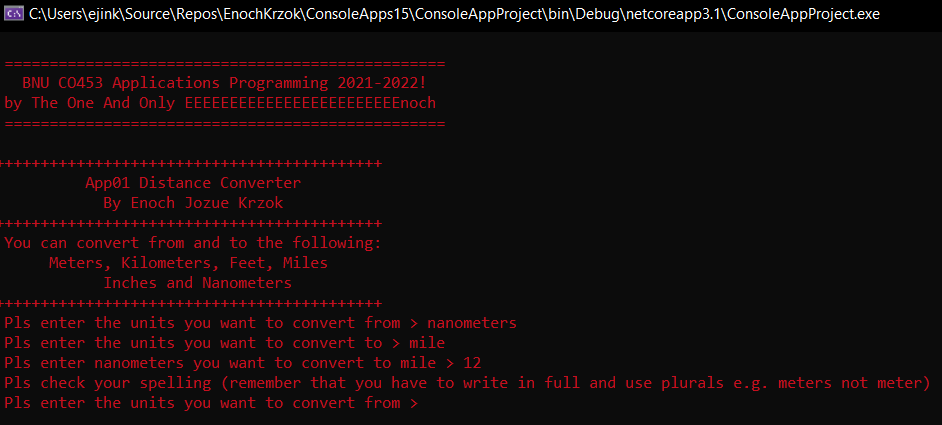 C:\Users\ejink\Source\Repos\EnochKrzok\ConsoleApps15\ConsoleAppProject\bin\Debug\netcoreapp3.1\ConsoleAppProject.exe
=================================================
BNU CO453 Applications Programming 2021-2022!
by The One And Only EEEEEEEEEEEEEEEEEEEEEEEEEnoch
=================================================
+++++++++++++++++++++++++++++++++++++++++++
App01 Distance Converter
By Enoch Jozue Krzok
+++++++++++++++++++++++++++++++++++++++++++
You can convert from and to the following:
Meters, Kilometers, Feet, Miles
Inches and Nanometers
+++++++++++++++++++++++++++++++++++++++++++
Pls enter the units you want to convert from > nanometers
Pls enter the units you want to convert to > mile
Pls enter nanometers you want to convert to mile > 12
Pls check your spelling (remember that you have to write in full and use plurals e.g. meters not meter)
Pls enter the units you want to convert from >